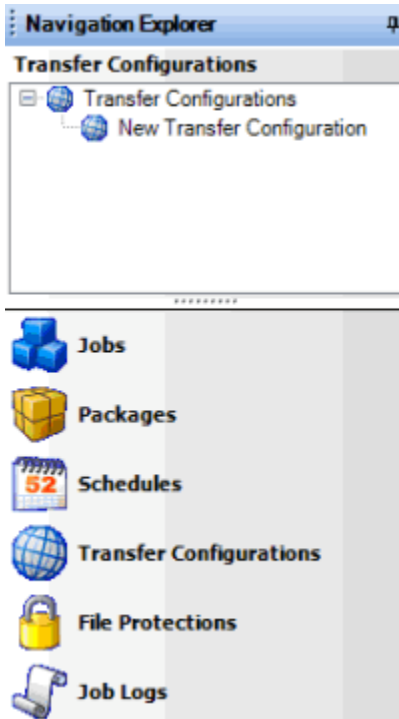 Navigation Explorer
Transfer Configurations
Transfer Configurations
New Transfer Configuration
Jobs
Packages
52
Schedules
Transfer Configurations
File Protections
Job Logs